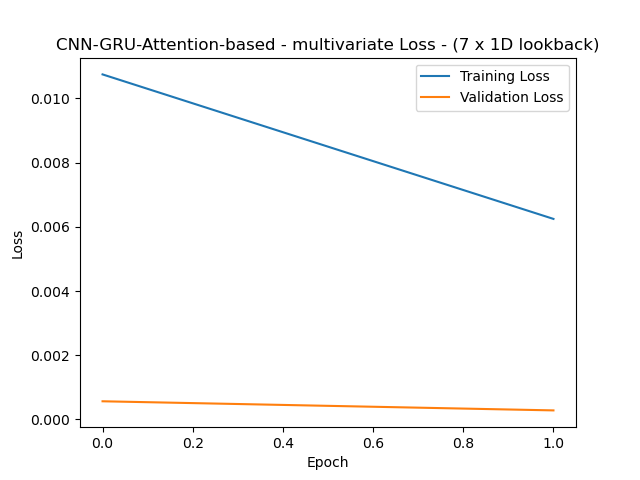 CNN-GRU-Attention-based - multivariate Loss - (7 x 1D lookback)
Training Loss
Validation Loss
Loss
0.010
0.008
0.006
0.004
0.002
0.000
0.0 0.2 0.4 0.6 0.8 1.0
Epoch